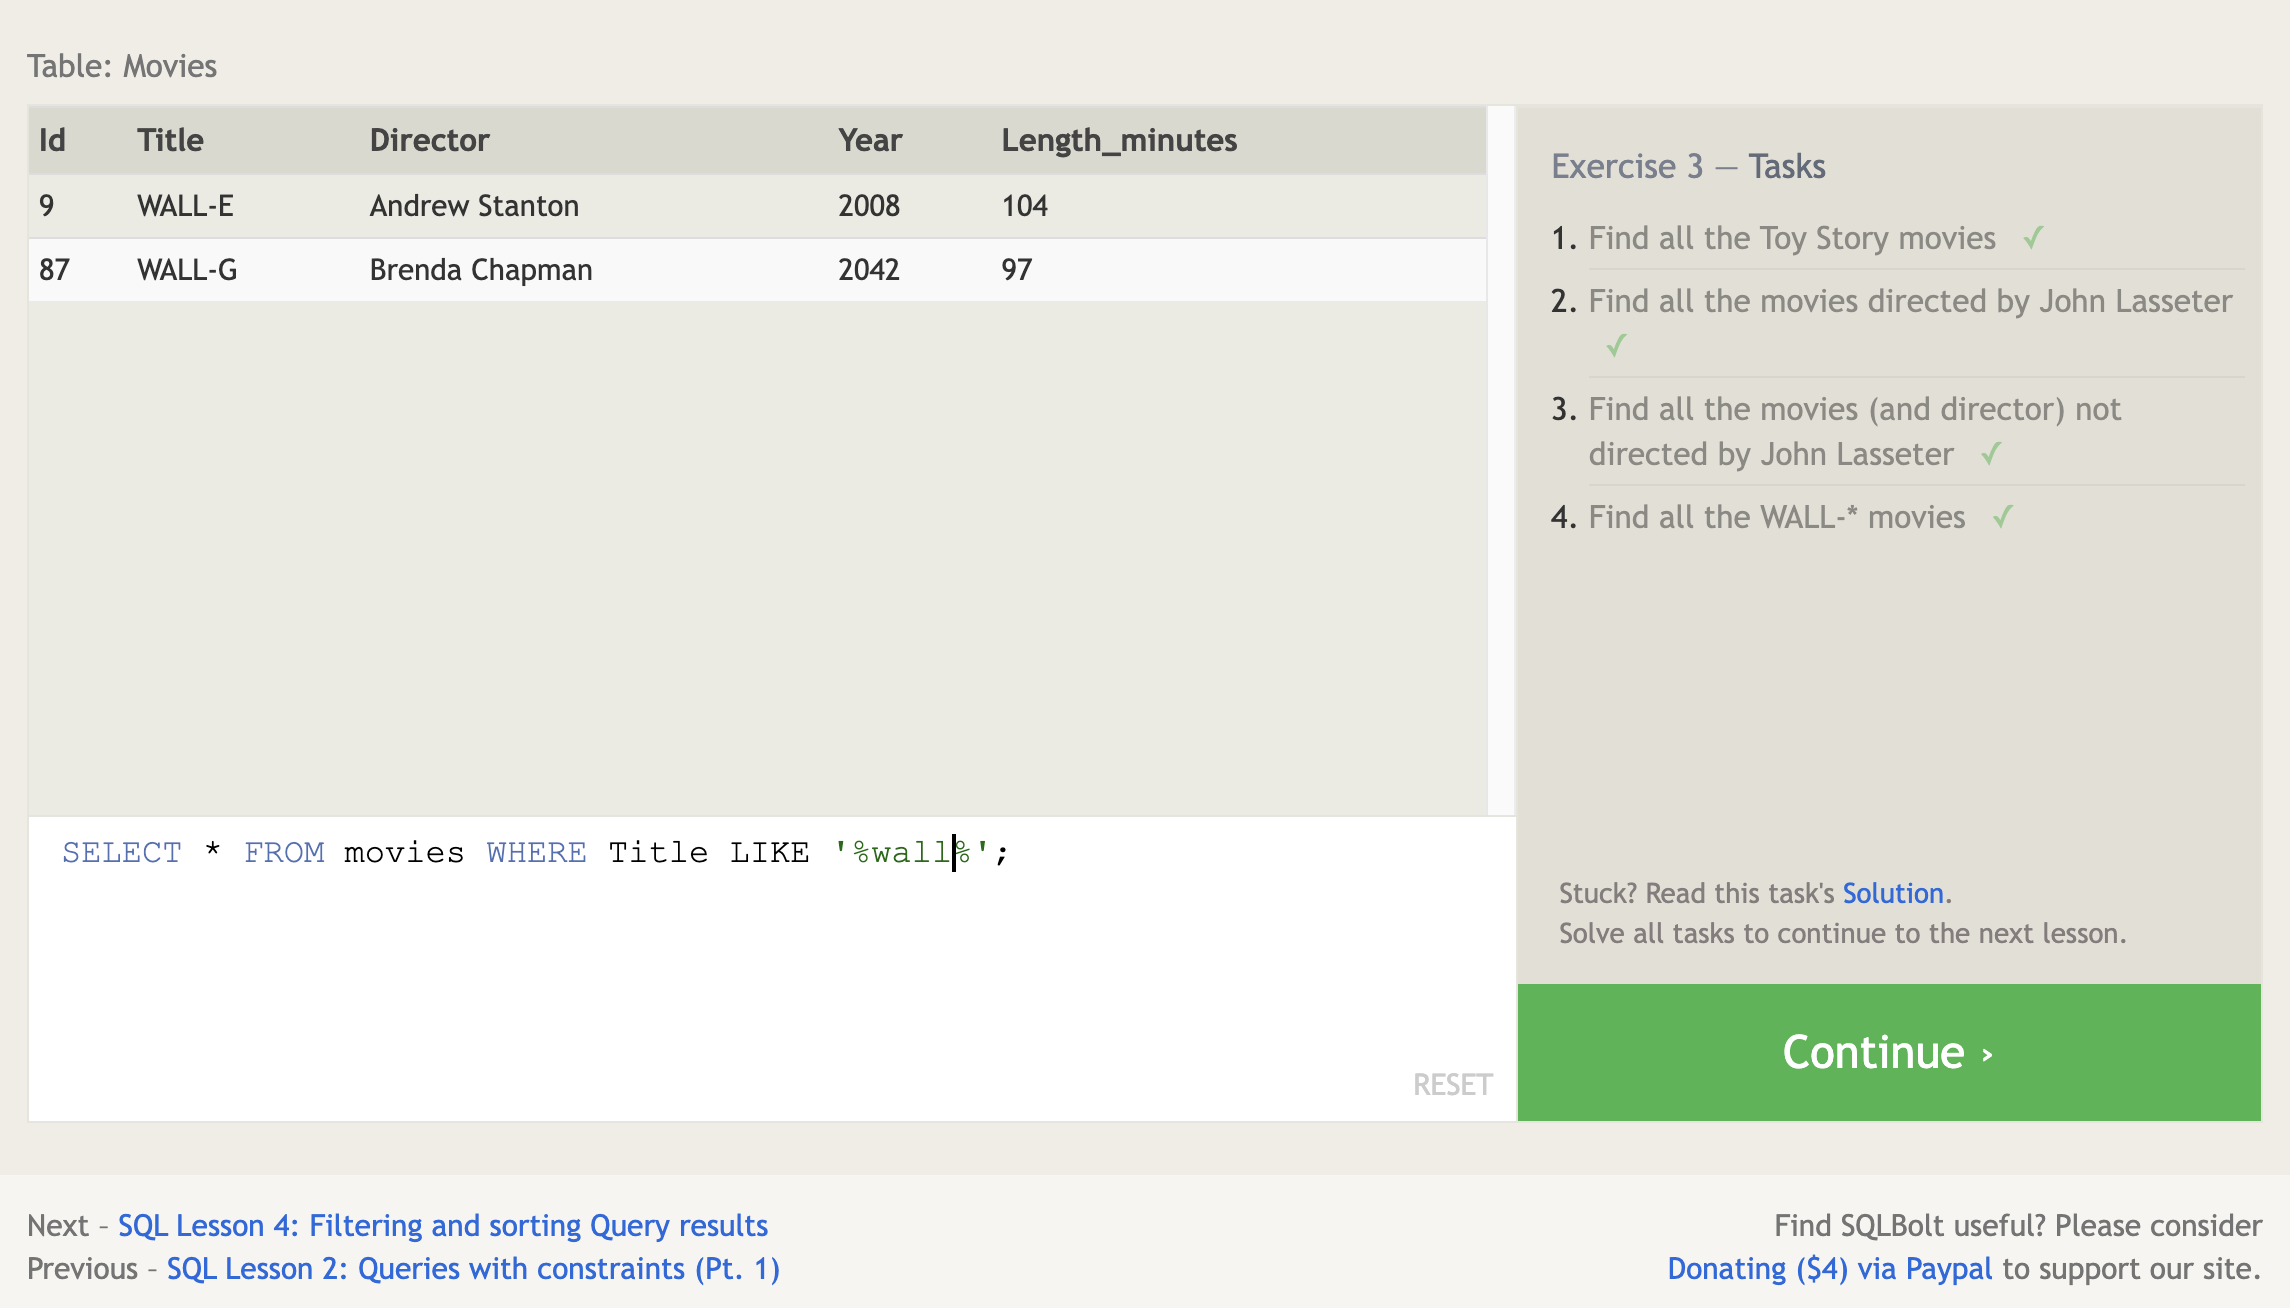 Table: Movies
Id Title Director Year Length_minutes
9 WALL-E Andrew Stanton 2008 104
87 WALL-G Brenda Chapman 2042 97
SELECT * FROM movies WHERE Title LIKE '%wall%';
RESET
Exercise 3 — Tasks
1. Find all the Toy Story movies ✓
2. Find all the movies directed by John Lasseter
✓
3. Find all the movies (and director) not
directed by John Lasseter ✓
4. Find all the WALL-* movies ✓
Stuck? Read this task's Solution.
Solve all tasks to continue to the next lesson.
Continue ›
Next – SQL Lesson 4: Filtering and sorting Query results
Previous – SQL Lesson 2: Queries with constraints (Pt. 1)
Find SQLBolt useful? Please consider
Donating ($4) via Paypal to support our site.